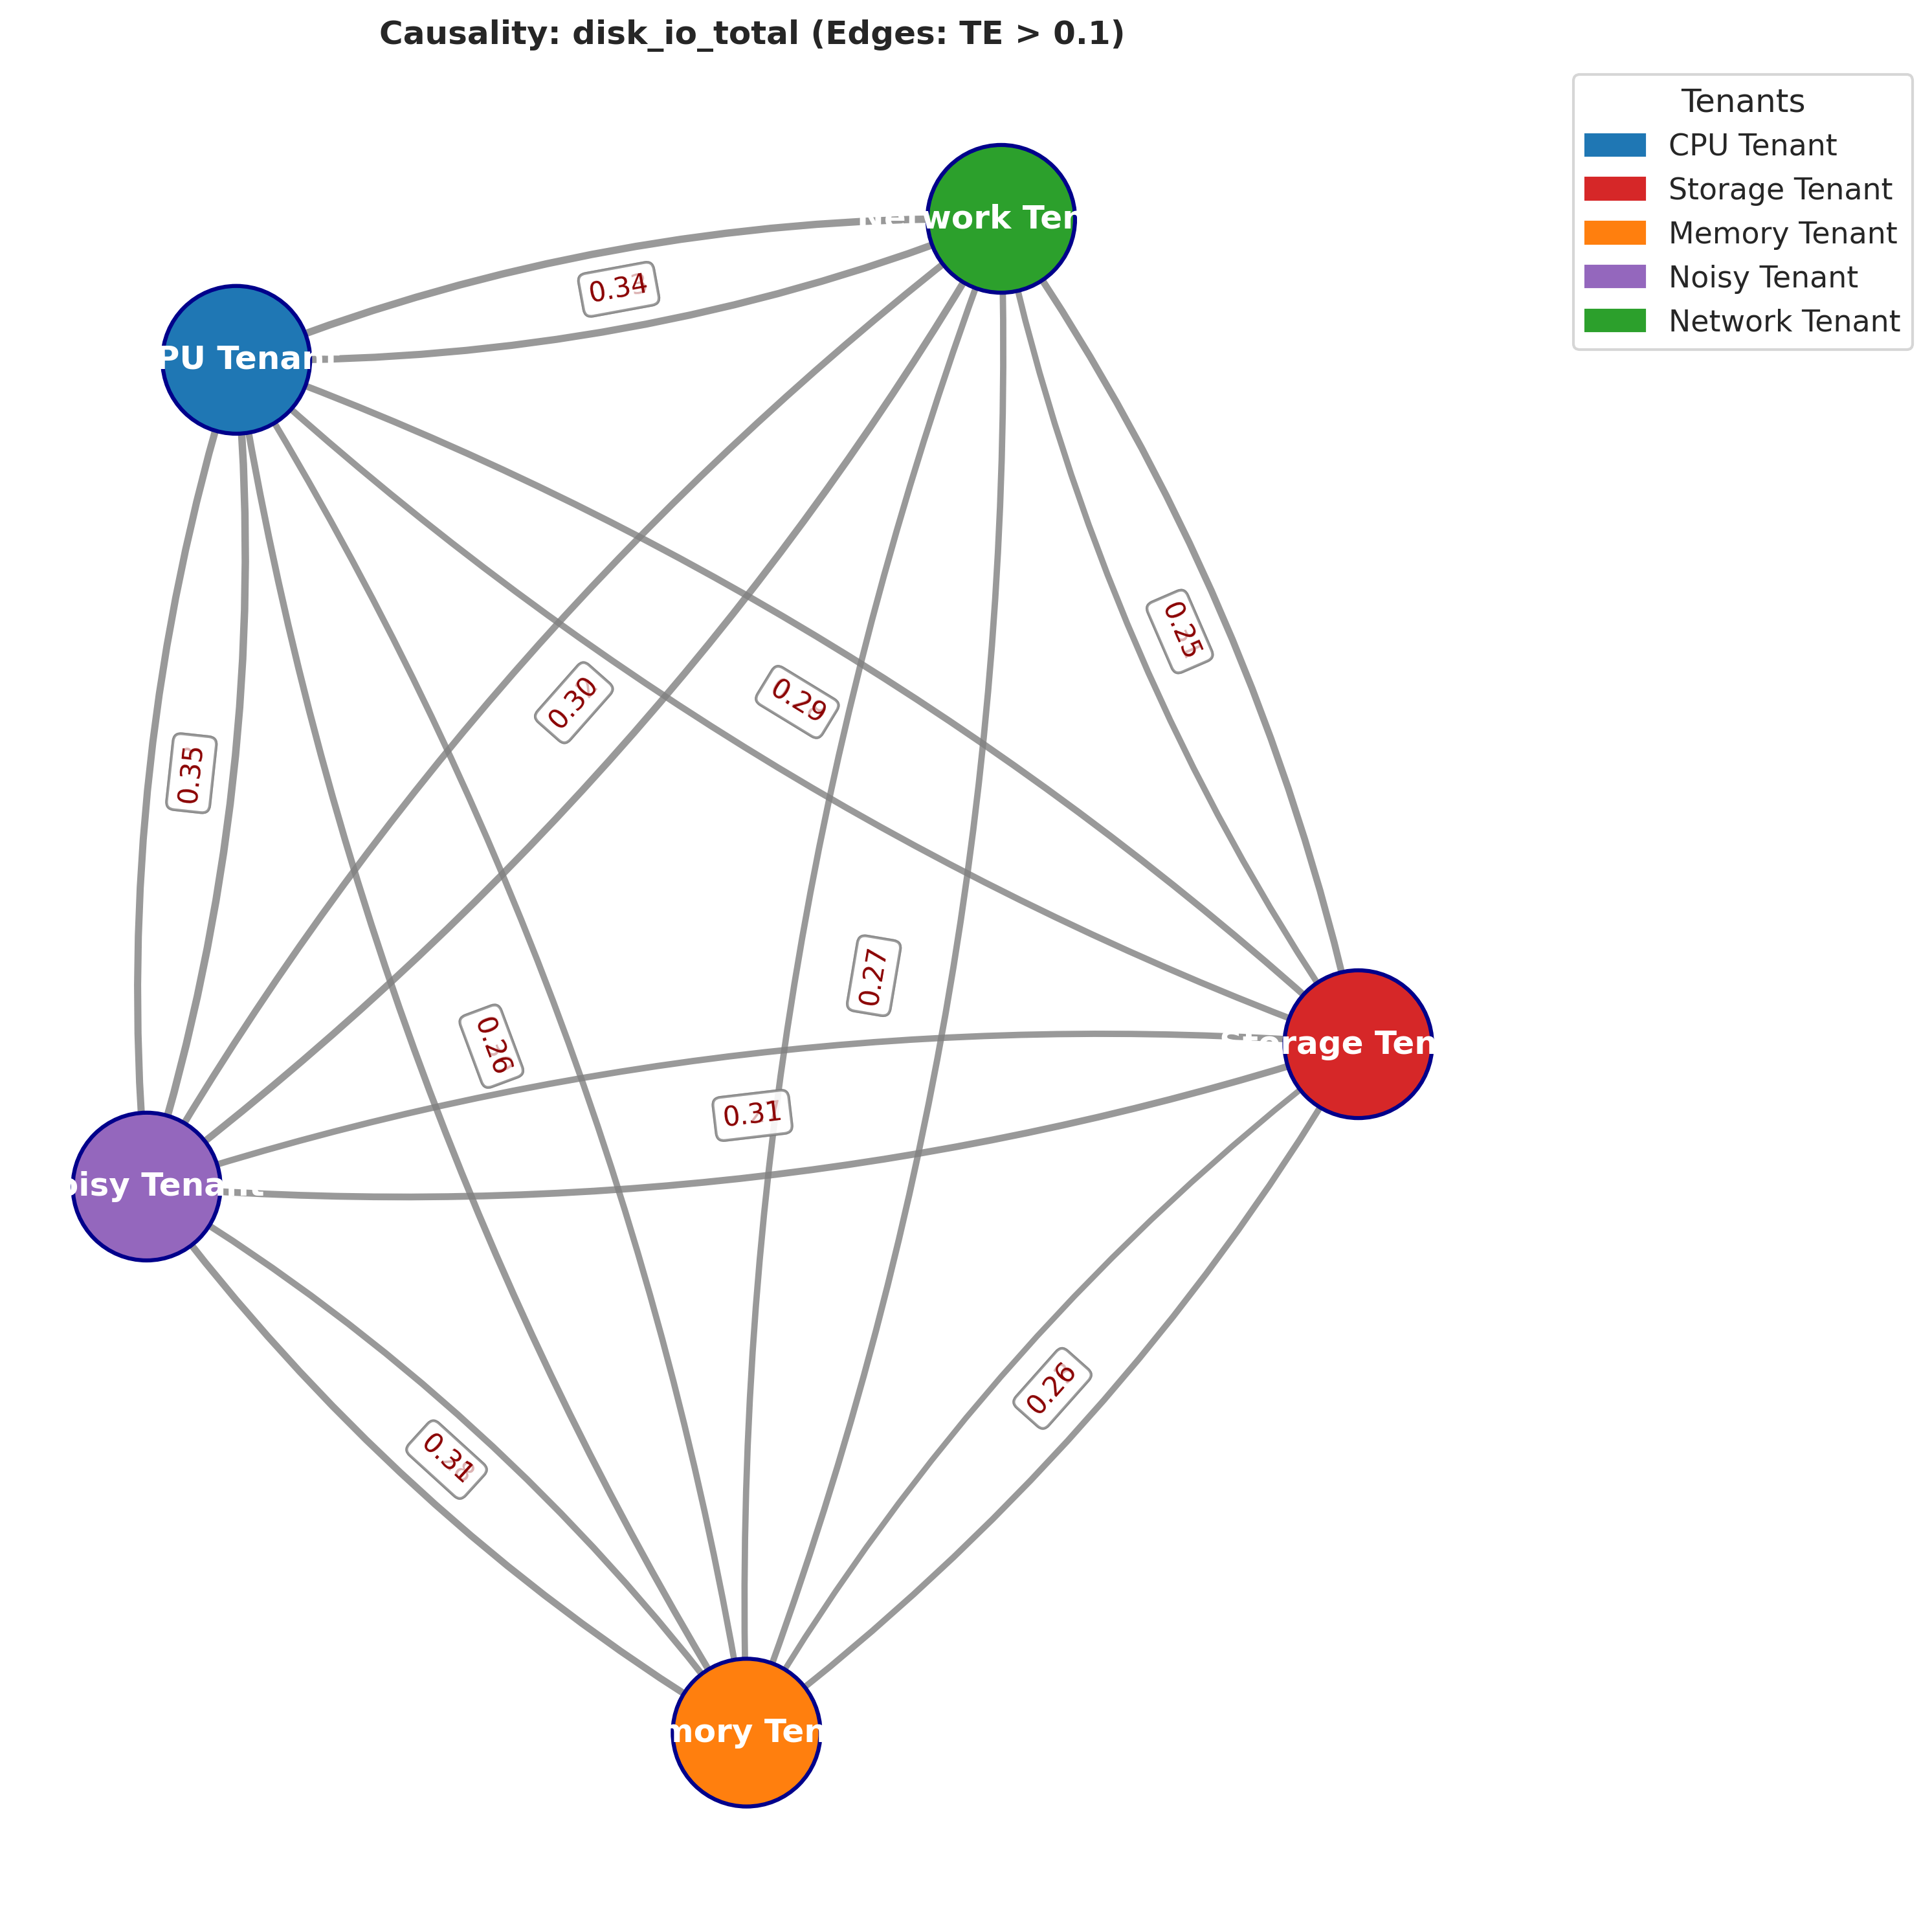 Causality: disk_io_total (Edges: TE > 0.1)
Tenants
CPU Tenant
Storage Tenant
Memory Tenant
Noisy Tenant
Network Tenant
Network Ten
0.34
PU Tenant
0.25
0.30
0.29
0.35
0.27
0.26
Storage Ten
0.31
oisy Tenant
0.26
0.31
mory Ten